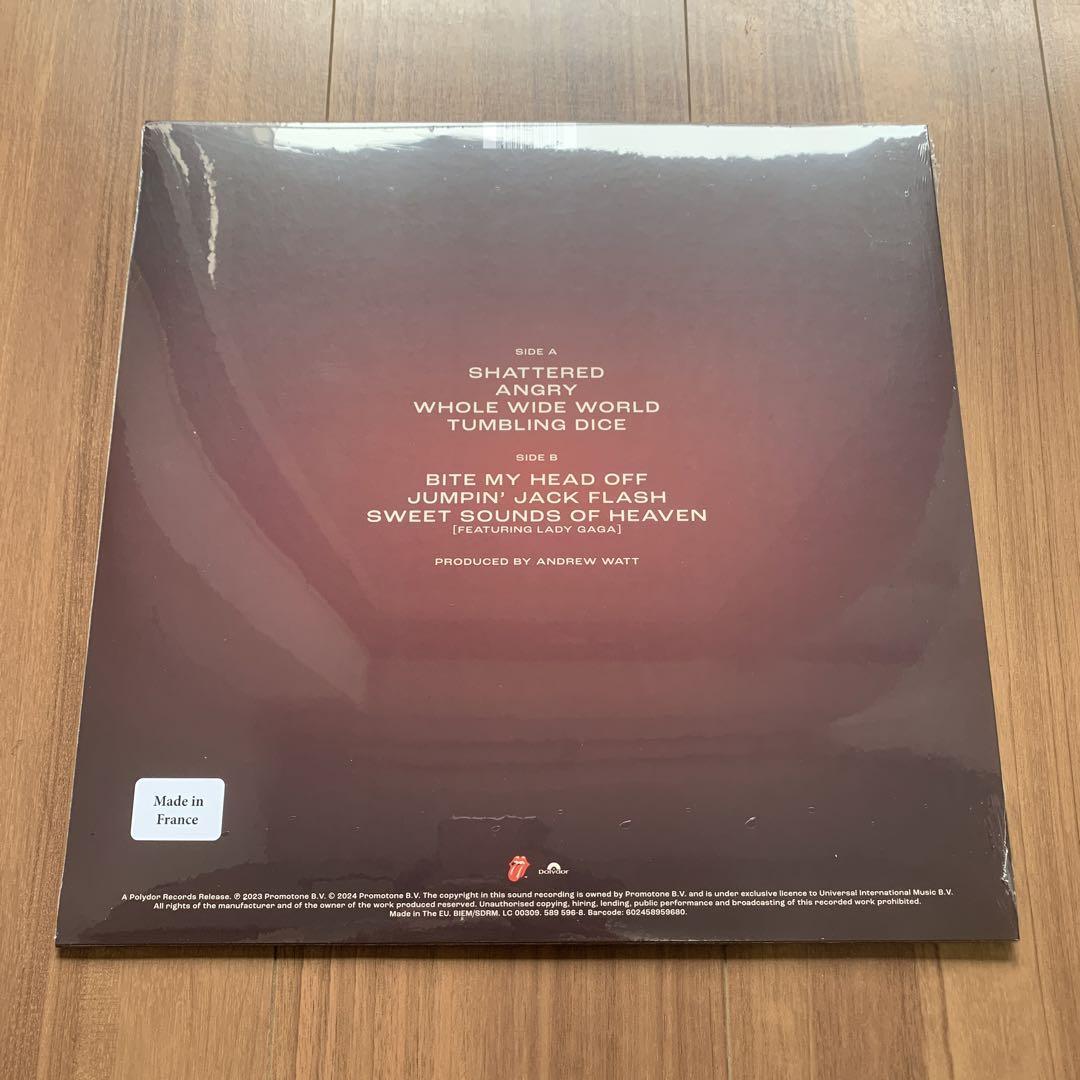 SIDE A
SHATTERED
ANGRY
WHOLE WIDE WORLD
TUMBLING DICE
SIDE B
BITE MY HEAD OFF
JUMPIN' JACK FLASH
SWEET SOUNDS OF HEAVEN
[FEATURING LADY GAGA]
PRODUCED BY ANDREW WATT
Made in
France
Polydor
A Polydor Records Release. ℗ 2023 Promotone B.V. © 2024 Promotone B.V. The copyright in this sound recording is owned by Promotone B.V. and is under exclusive licence to Universal International Music B.V.
All rights of the manufacturer and of the owner of the work produced reserved. Unauthorised copying, hiring, lending, public performance and broadcasting of this recorded work prohibited.
Made in The EU. BIEM/SDRM. LC 00309. 589 596-8. Barcode: 602458959680.